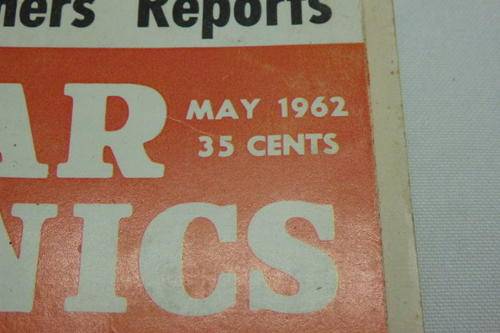 ners Reports
AR
MAY 1962
35 CENTS
NICS